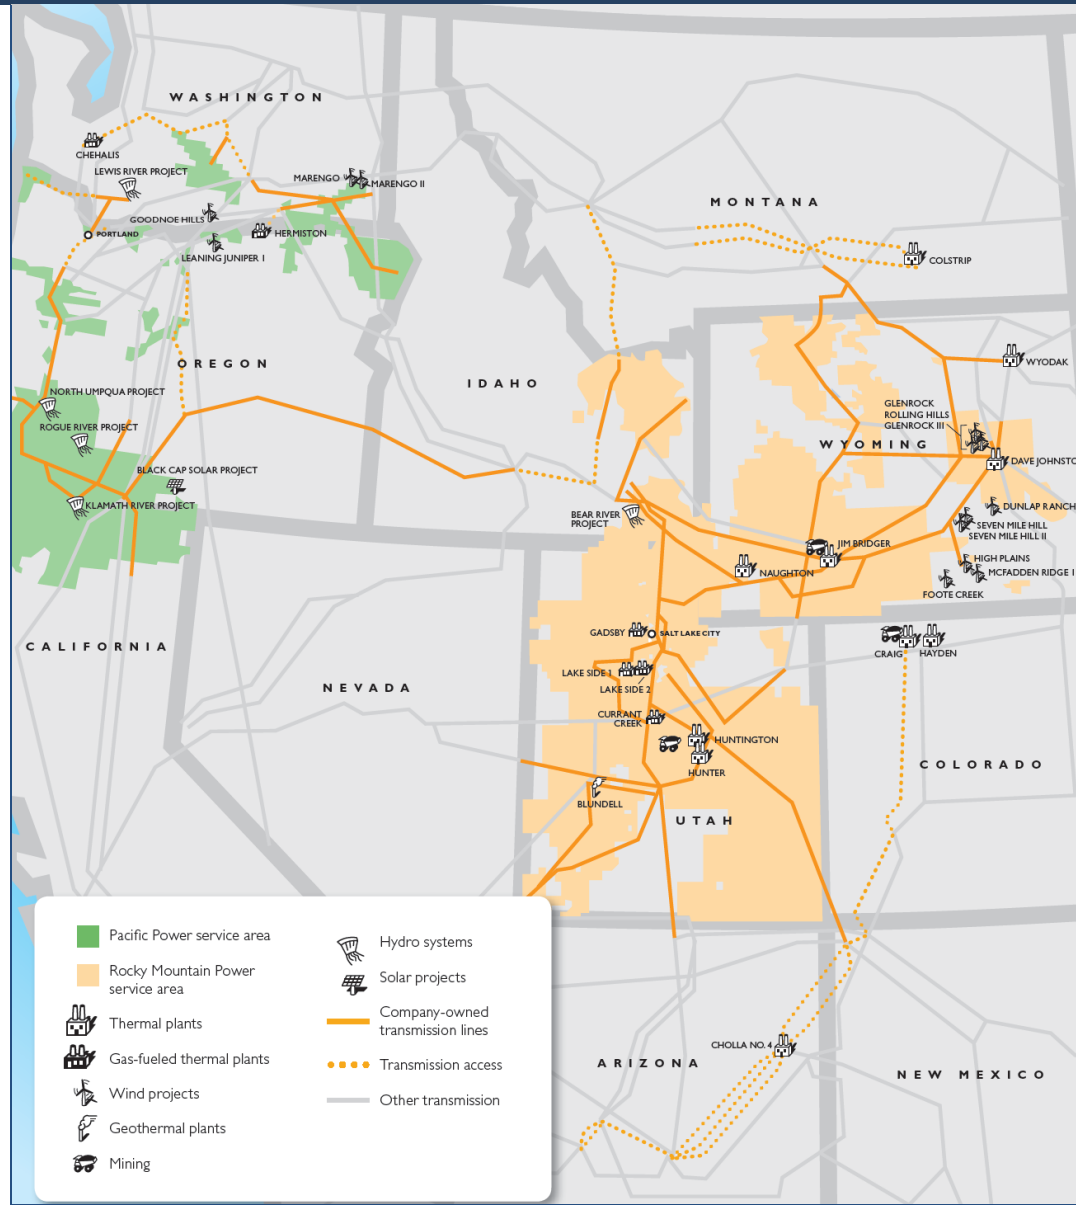 WASHINGTON
CHEHALIS
LEWIS RIVER PROJECT
MARENGO
MARENGO II
GOODNOE HILLS
PORTLAND
HERMISTON
LEANING JUNIPER 1
MONTANA
COLSTRIP
OREGON
IDAHO
WYODAK
NORTH UMPQUA PROJECT
ROGUE RIVER PROJECT
GLENROCK
ROLLING HILLS
GLENROCK III
WYOMING
DAVE JOHNSTO
BLACK CAP SOLAR PROJECT
KLAMATH RIVER PROJECT
BEAR RIVER
PROJECT
DUNLAP RANCH
SEVEN MILE HILL
SEVEN MILE HILL II
JIM BRIDGER
NAUGHTON
HIGH PLAINS
MCFADDEN RIDGE I
FOOTE CREEK
GADSBY
SALT LAKE CITY
CALIFORNIA
CRAIG
HAYDEN
NEVADA
LAKE SIDE 1
LAKE SIDE 2
CURRANT
CREEK
HUNTINGTON
HUNTER
COLORADO
BLUNDELL
UTAH
CHOLLA NO. 4
ARIZONA
NEW MEXICO
Pacific Power service area
Rocky Mountain Power
service area
Thermal plants
Gas-fueled thermal plants
Wind projects
Geothermal plants
Mining
Hydro systems
Solar projects
Company-owned
transmission lines
Transmission access
Other transmission